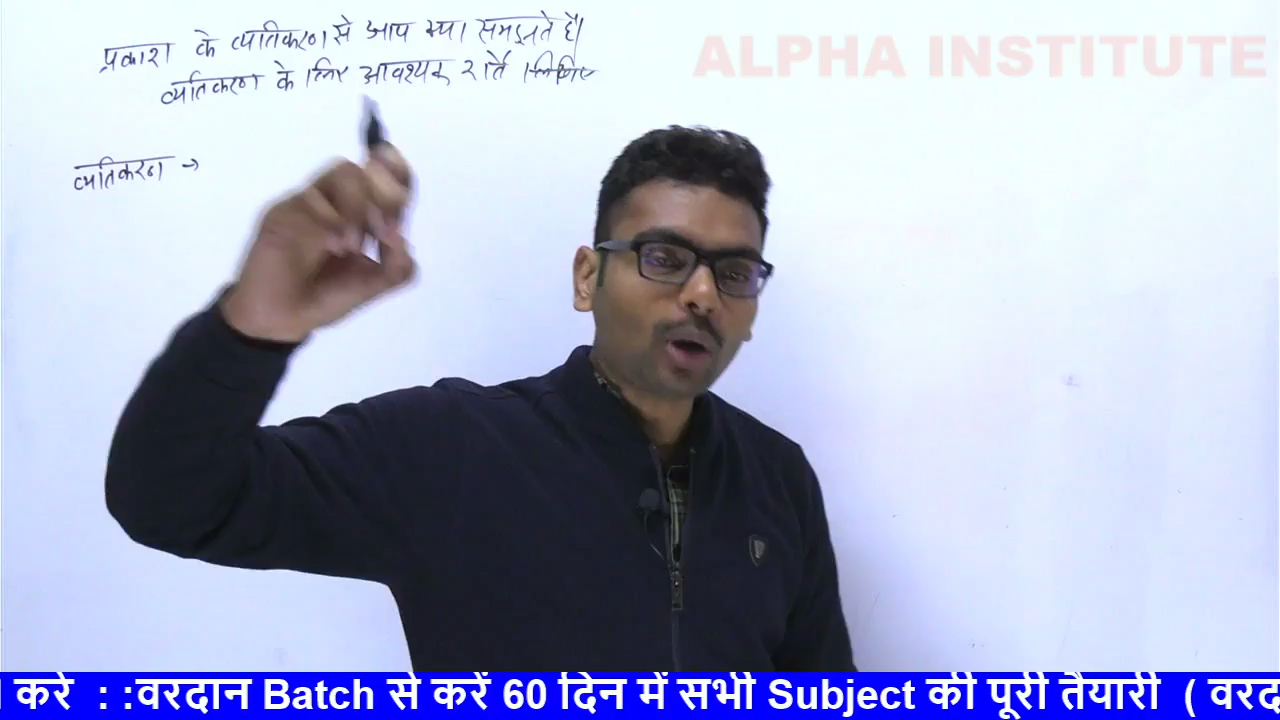 प्रकाश के व्यतिकरण से आप क्या समझते है।
ALPHA INSTITUTE
व्यतिकरण के लिए आवश्यक शर्ते लिखिए
व्यतिकरण →
करे : :वरदान Batch से करें 60 दिन में सभी Subject की पूरी तैयारी ( वरद